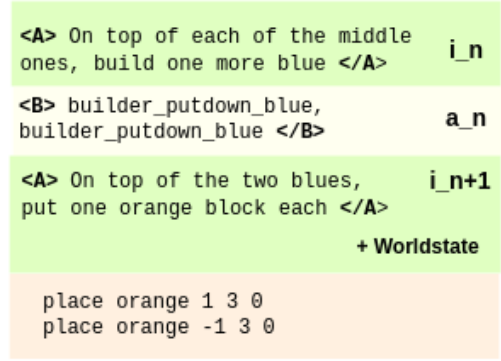 <A> On top of each of the middle
ones, build one more blue </A>
i_n
<B> builder_putdown_blue,
builder_putdown_blue </B>
a_n
<A> On top of the two blues,
put one orange block each </A>
i_n+1
+ Worldstate
place orange 1 3 0
place orange -1 3 0